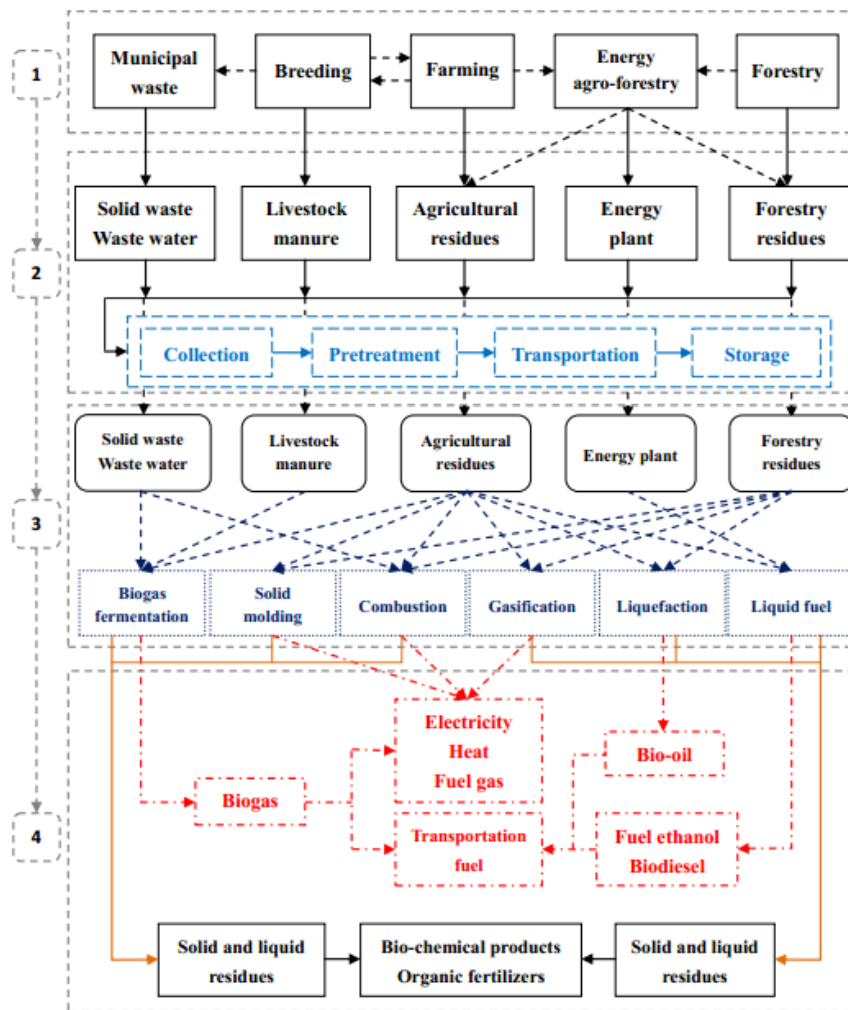 1
Municipal
waste
Breeding
Farming
Energy
agro-forestry
Forestry
2
Solid waste
Waste water
Livestock
manure
Agricultural
residues
Energy
plant
Forestry
residues
Collection
Pretreatment
Transportation
Storage
3
Solid waste
Waste water
Livestock
manure
Agricultural
residues
Energy plant
Forestry
residues
Biogas
fermentation
Solid
molding
Combustion
Gasification
Liquefaction
Liquid fuel
4
Electricity
Heat
Fuel gas
Bio-oil
Biogas
Transportation
fuel
Fuel ethanol
Biodiesel
Solid and liquid
residues
Bio-chemical products
Organic fertilizers
Solid and liquid
residues